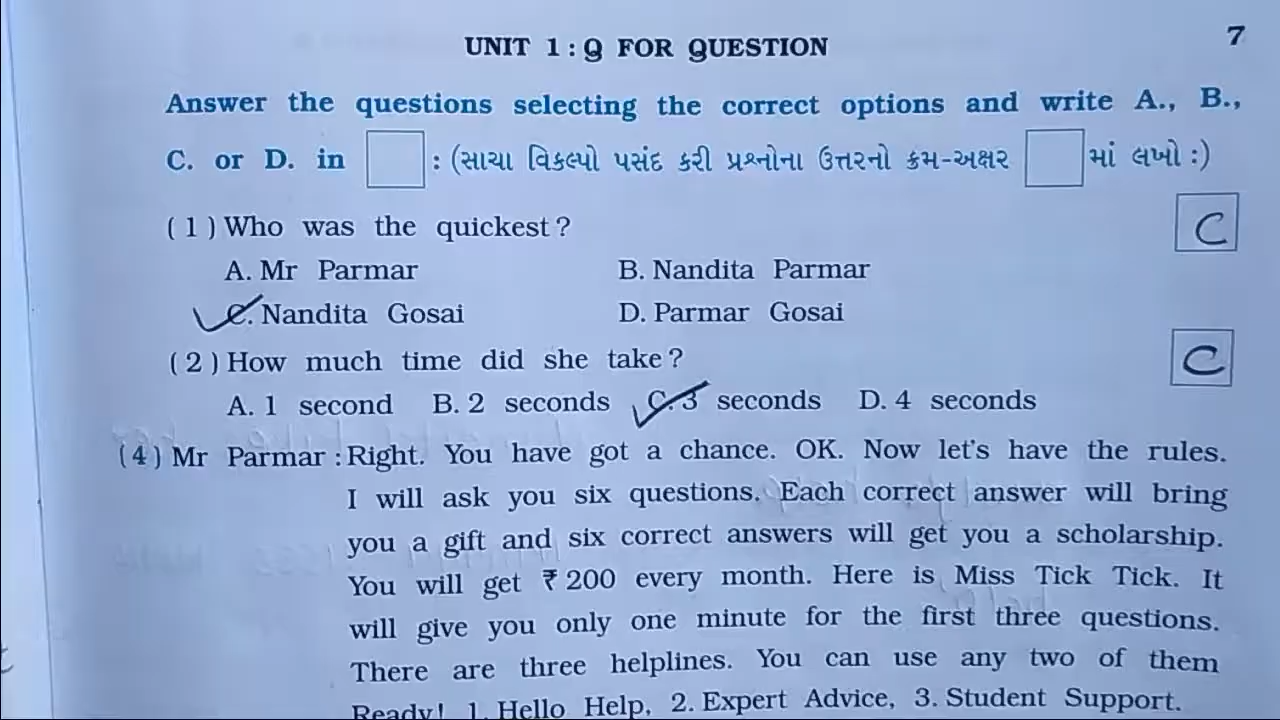 UNIT 1 : Q FOR QUESTION 7
Answer the questions selecting the correct options and write A., B.,
C. or D. in : (સાચા વિકલ્પો પસંદ કરી પ્રશ્નોના ઉત્તરનો ક્રમ-અક્ષર માં લખો :)
( 1 ) Who was the quickest ? C
A. Mr Parmar B. Nandita Parmar
C. Nandita Gosai D. Parmar Gosai
( 2 ) How much time did she take ? C
A. 1 second B. 2 seconds C. 3 seconds D. 4 seconds
(4) Mr Parmar : Right. You have got a chance. OK. Now let's have the rules.
I will ask you six questions. Each correct answer will bring
you a gift and six correct answers will get you a scholarship.
You will get ₹ 200 every month. Here is Miss Tick Tick. It
will give you only one minute for the first three questions.
There are three helplines. You can use any two of them
Ready! 1. Hello Help, 2. Expert Advice, 3. Student Support.